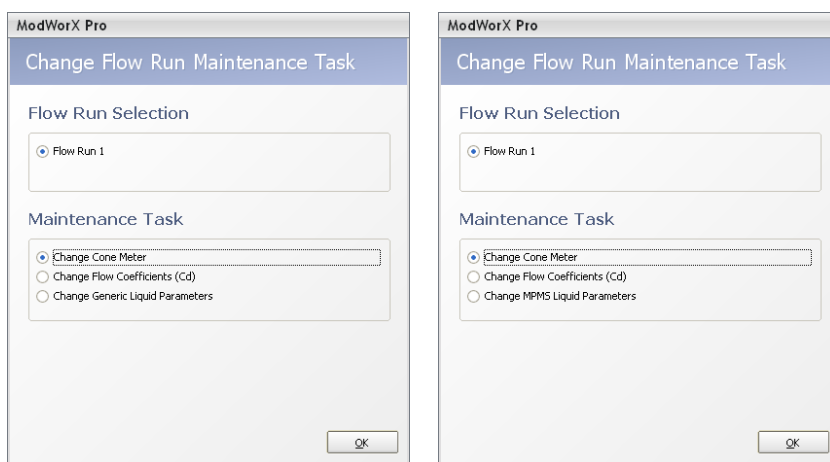 ModWorX Pro
Change Flow Run Maintenance Task
Flow Run Selection
Flow Run 1
Maintenance Task
Change Cone Meter
Change Flow Coefficients (Cd)
Change Generic Liquid Parameters
OK
ModWorX Pro
Change Flow Run Maintenance Task
Flow Run Selection
Flow Run 1
Maintenance Task
Change Cone Meter
Change Flow Coefficients (Cd)
Change MPMS Liquid Parameters
OK